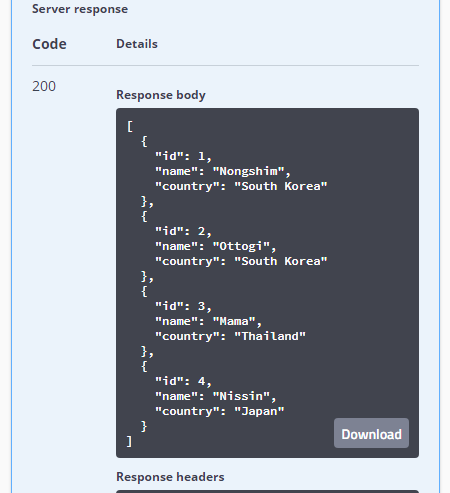 Server response
Code Details
200
Response body
[
  {
    "id": 1,
    "name": "Nongshim",
    "country": "South Korea"
  },
  {
    "id": 2,
    "name": "Ottogi",
    "country": "South Korea"
  },
  {
    "id": 3,
    "name": "Mama",
    "country": "Thailand"
  },
  {
    "id": 4,
    "name": "Nissin",
    "country": "Japan"
  }
]
Download
Response headers